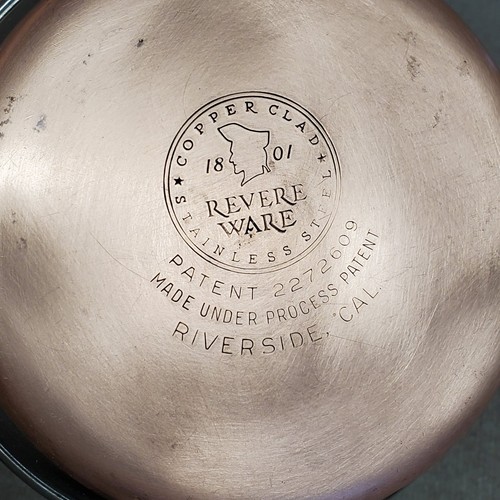 ★ COPPER CLAD ★
18 01
REVERE
WARE
STAINLESS STEEL
PATENT 2272609
MADE UNDER PROCESS PATENT
RIVERSIDE, CAL.